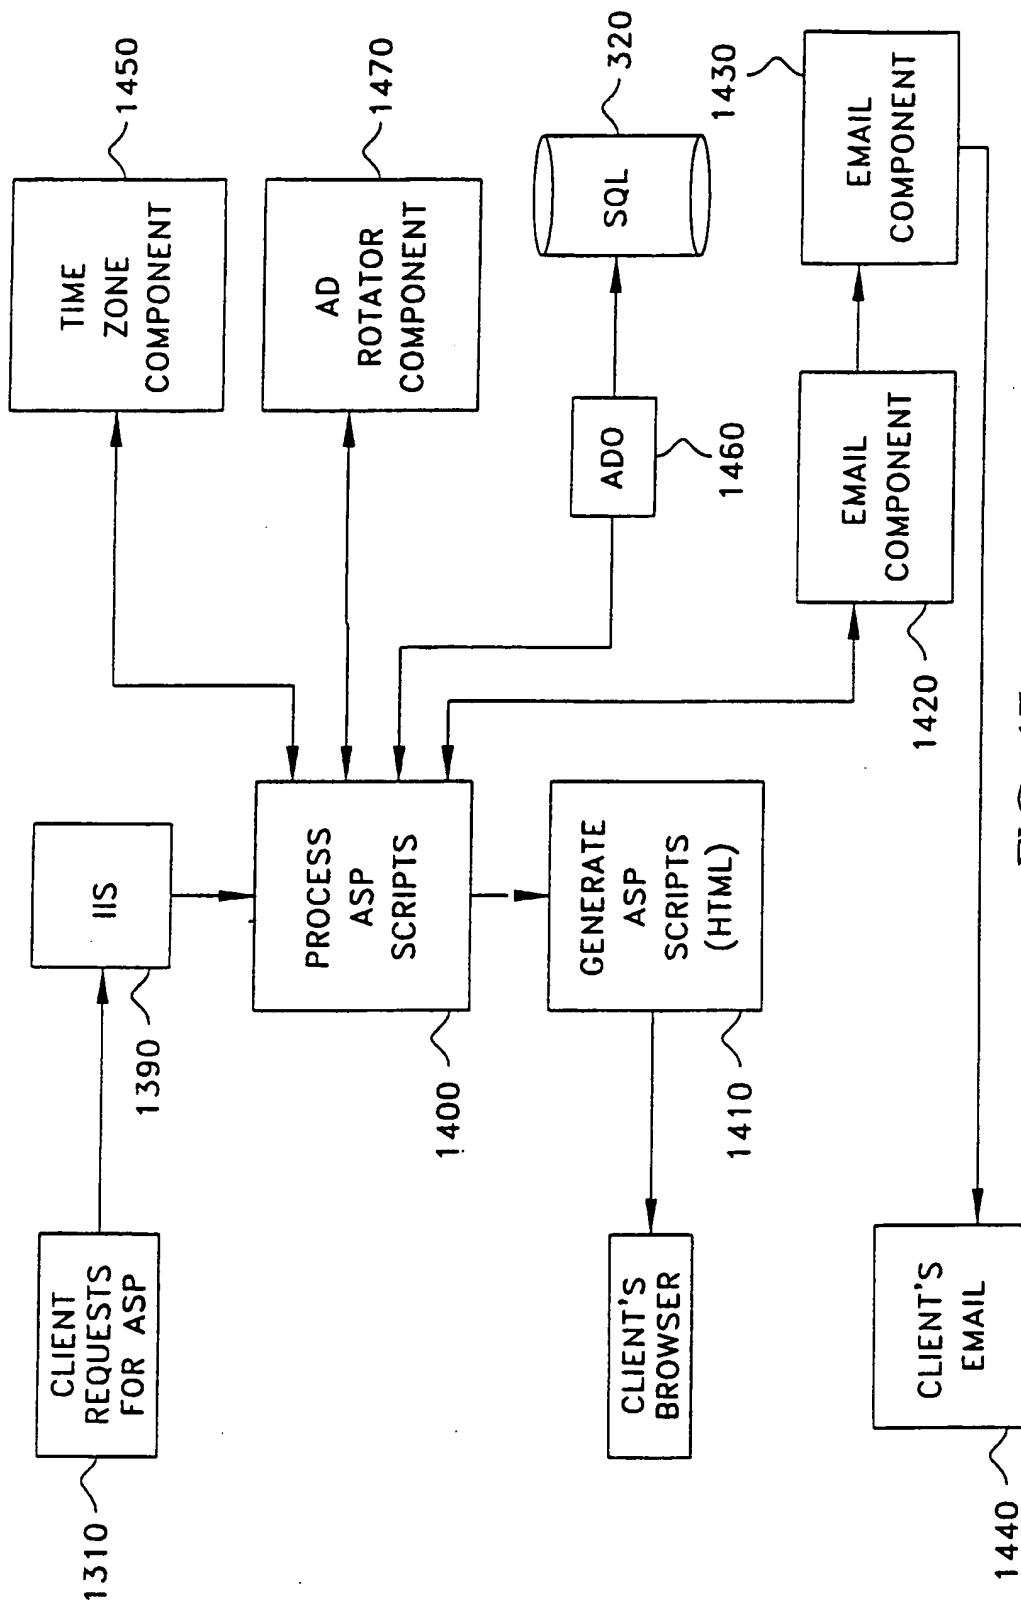 1310
CLIENT
REQUESTS
FOR ASP
1390
IIS
1450
TIME
ZONE
COMPONENT
1400
PROCESS
ASP
SCRIPTS
1470
AD
ROTATOR
COMPONENT
1410
GENERATE
ASP
SCRIPTS
(HTML)
CLIENT'S
BROWSER
ADO
1460
SQL
320
1420
EMAIL
COMPONENT
1430
EMAIL
COMPONENT
1440
CLIENT'S
EMAIL